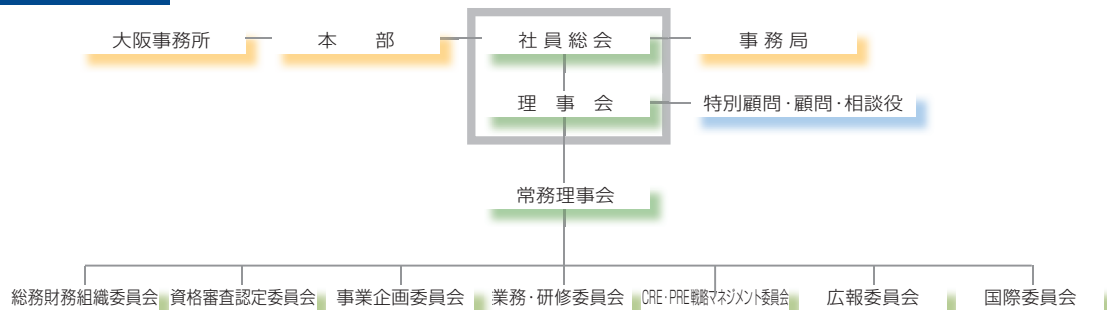 大阪事務所 本 部 社員総会 事務局
理 事 会 特別顧問・顧問・相談役
常務理事会
総務財務組織委員会 資格審査認定委員会 事業企画委員会 業務・研修委員会 CRE・PRE戦略マネジメント委員会 広報委員会 国際委員会